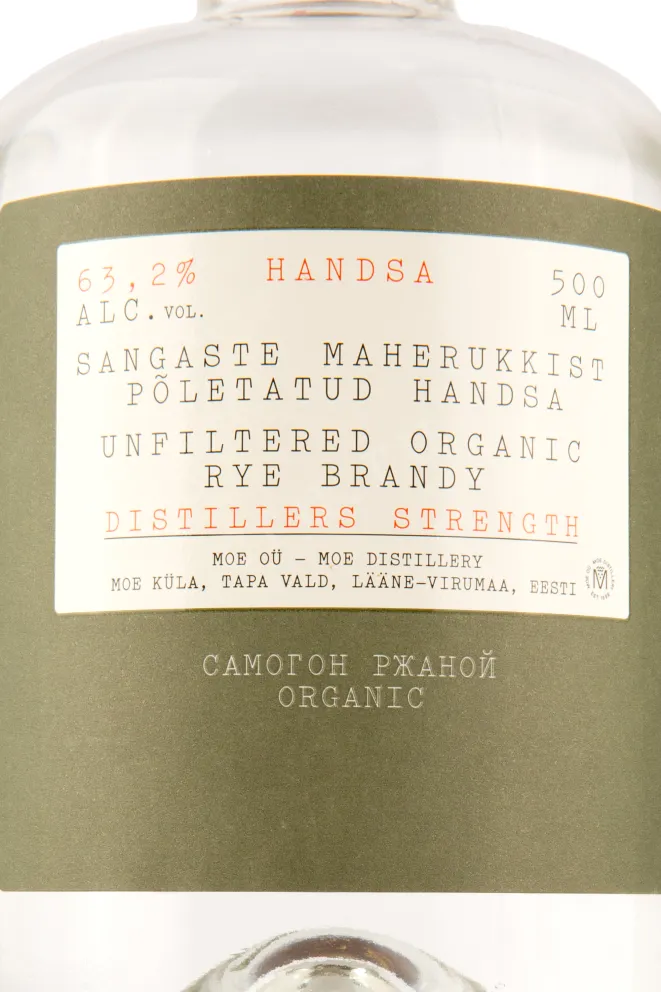 63,2% HANDSA 500
ALC. VOL. ML
SANGASTE MAHERUKKIST
PÕLETATUD HANDSA
UNFILTERED ORGANIC
RYE BRANDY
DISTILLERS STRENGTH
MOE OÜ – MOE DISTILLERY
MOE KÜLA, TAPA VALD, LÄÄNE-VIRUMAA, EESTI
САМОГОН РЖАНОЙ
ORGANIC